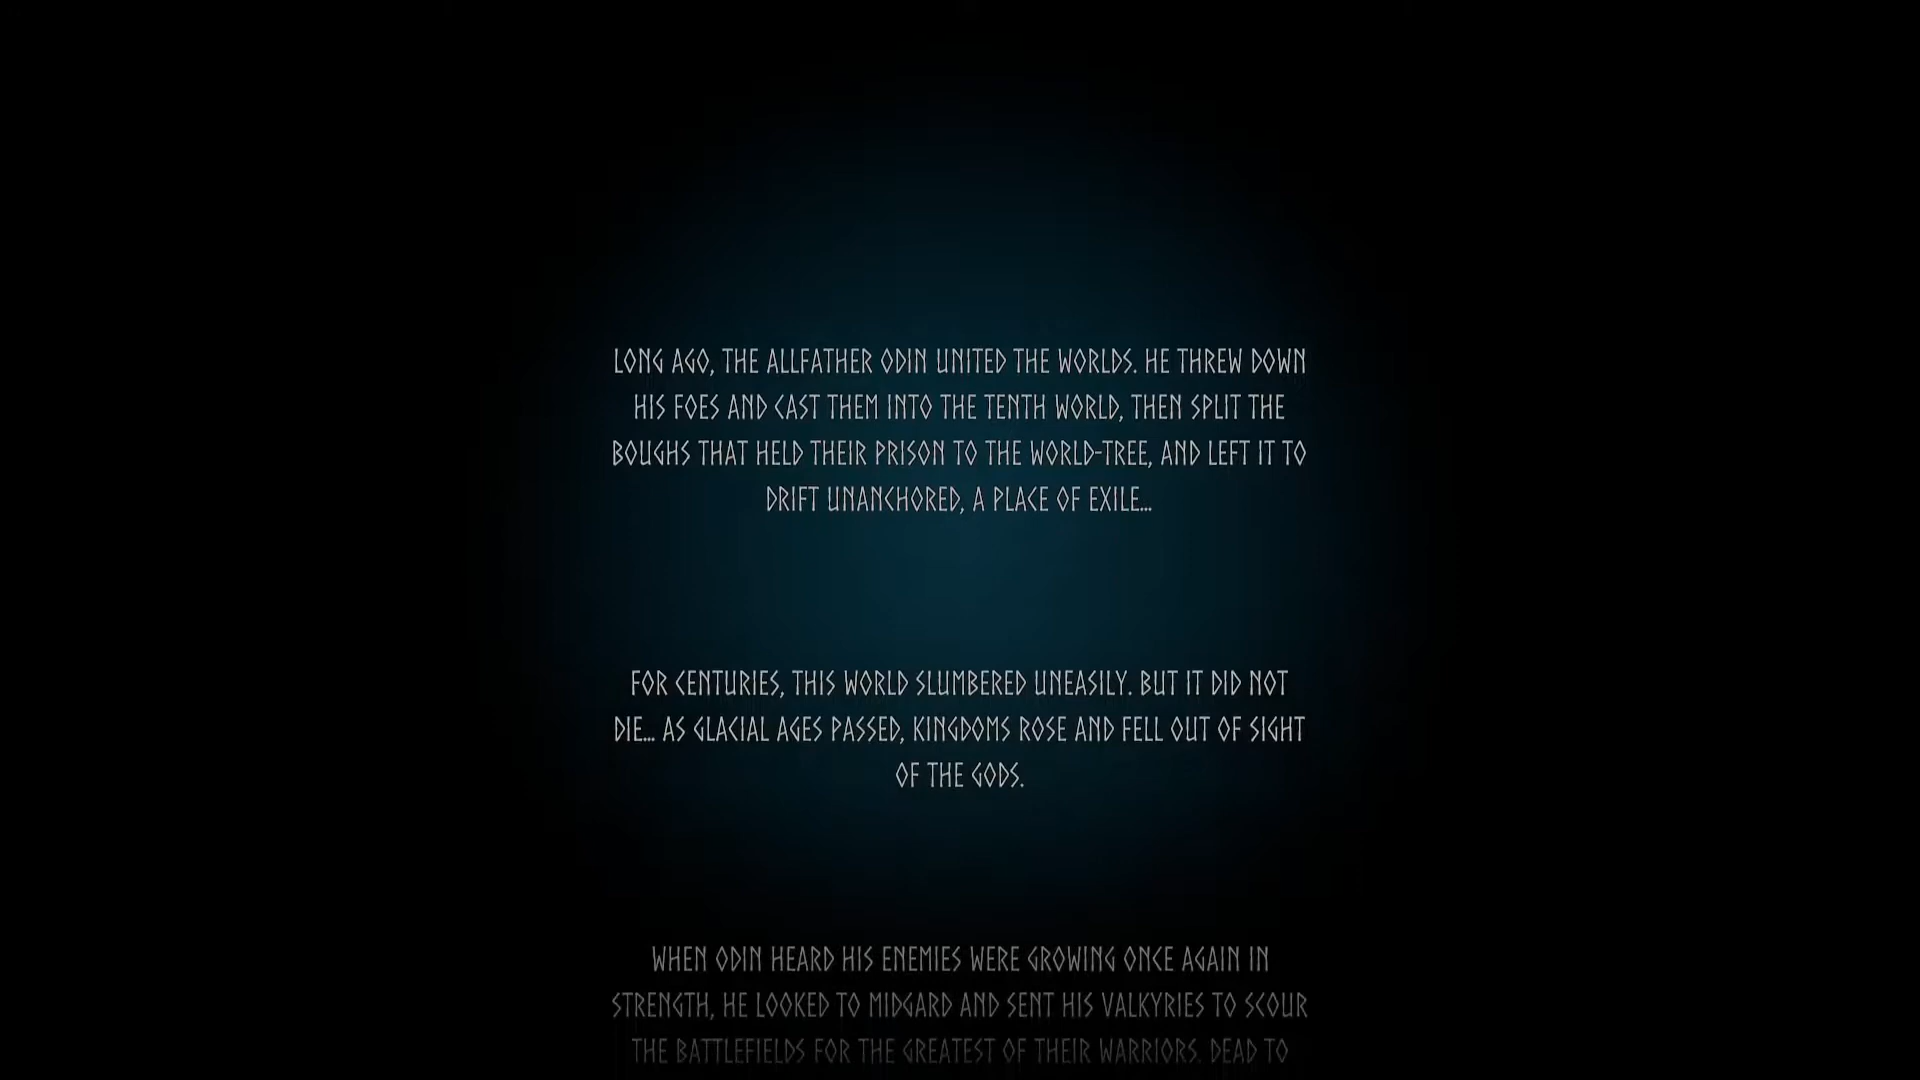 LONG AGO, THE ALLFATHER ODIN UNITED THE WORLDS. HE THREW DOWN
HIS FOES AND CAST THEM INTO THE TENTH WORLD, THEN SPLIT THE
BOUGHS THAT HELD THEIR PRISON TO THE WORLD-TREE, AND LEFT IT TO
DRIFT UNANCHORED, A PLACE OF EXILE...
FOR CENTURIES, THIS WORLD SLUMBERED UNEASILY. BUT IT DID NOT
DIE... AS GLACIAL AGES PASSED, KINGDOMS ROSE AND FELL OUT OF SIGHT
OF THE GODS.
WHEN ODIN HEARD HIS ENEMIES WERE GROWING ONCE AGAIN IN
STRENGTH, HE LOOKED TO MIDGARD AND SENT HIS VALKYRIES TO SCOUR
THE BATTLEFIELDS FOR THE GREATEST OF THEIR WARRIORS. DEAD TO